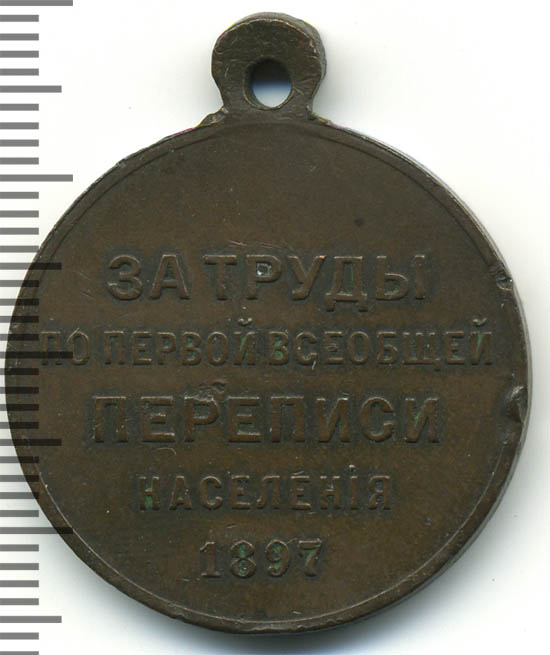 ЗА ТРУДЫ
ПО ПЕРВОЙ ВСЕОБЩЕЙ
ПЕРЕПИСИ
НАСЕЛЕНІЯ
1897